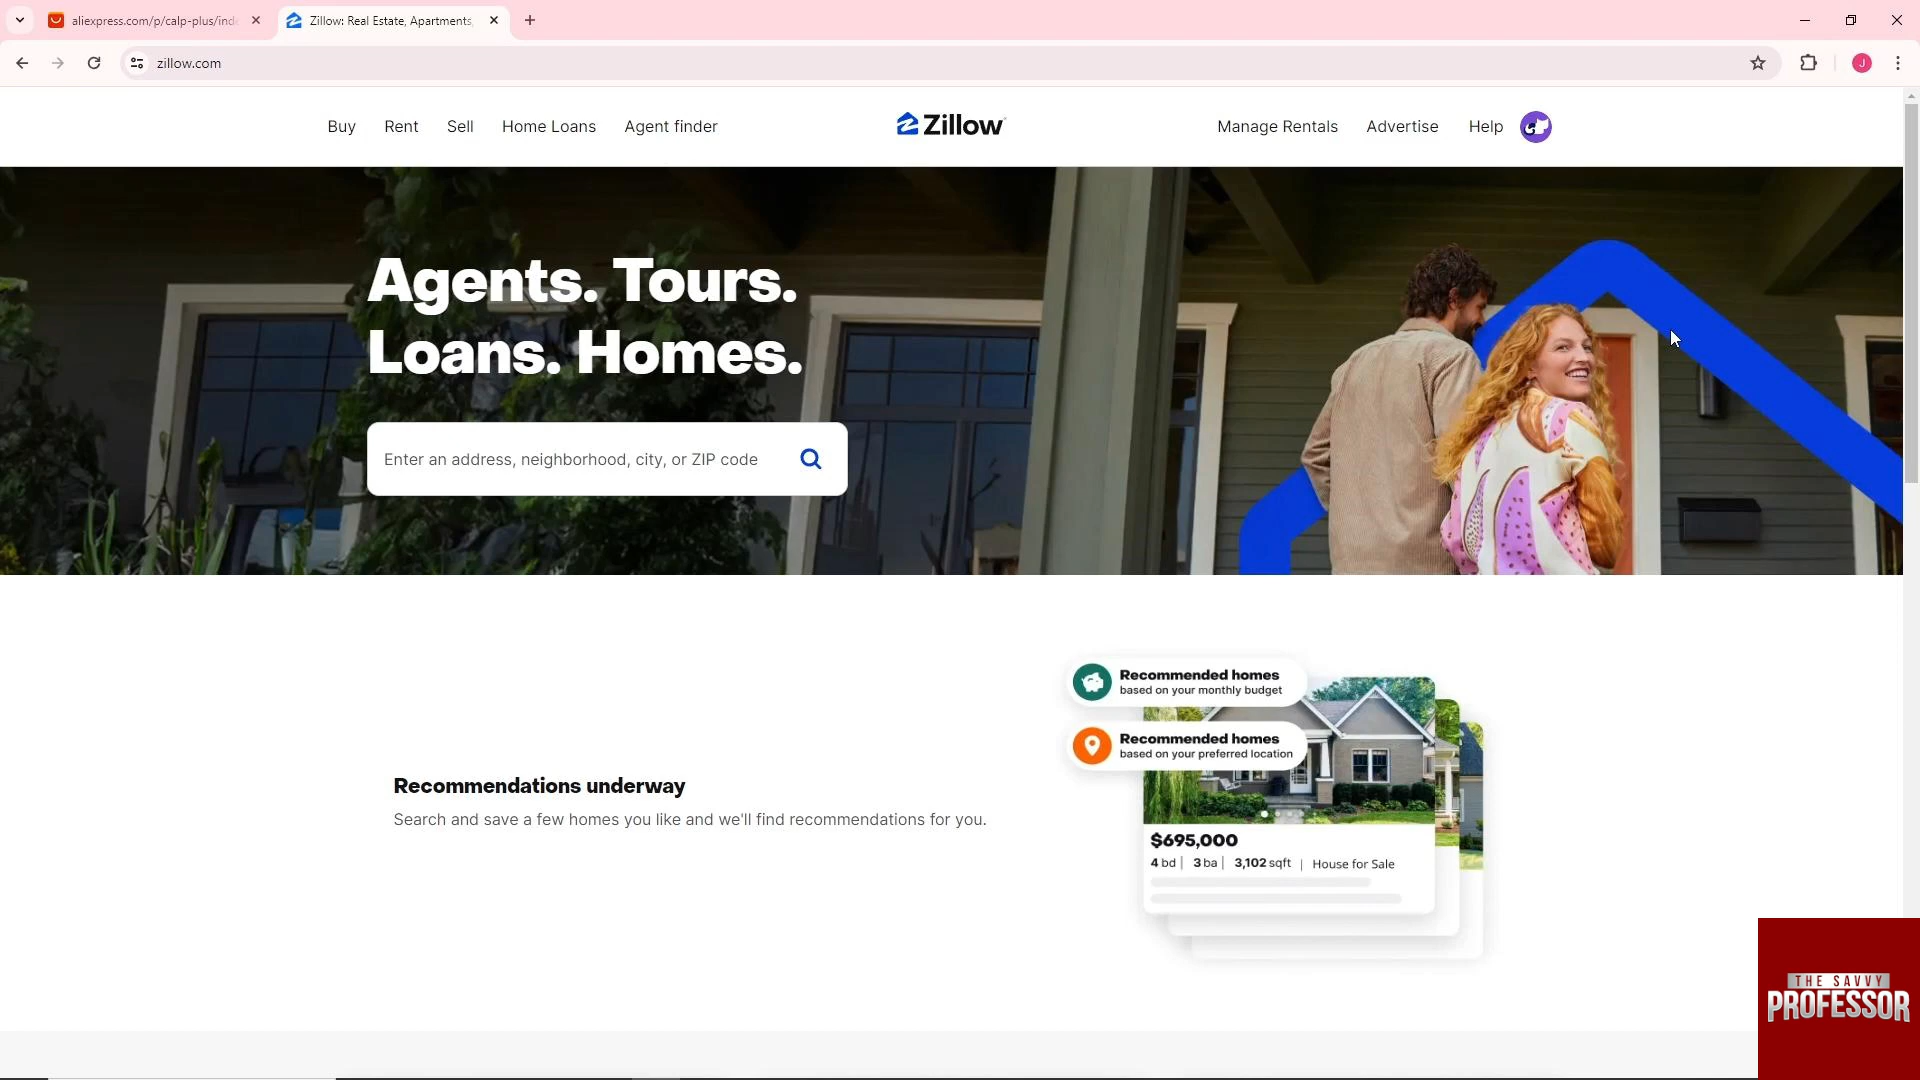 aliexpress.com/p/calp-plus/inde
Zillow: Real Estate, Apartments,
zillow.com
J
Buy
Rent
Sell
Home Loans
Agent finder
Zillow
Manage Rentals
Advertise
Help
Agents. Tours.
Loans. Homes.
Enter an address, neighborhood, city, or ZIP code
Recommended homes
based on your monthly budget
Recommended homes
based on your preferred location
Recommendations underway
Search and save a few homes you like and we'll find recommendations for you.
$695,000
4 bd | 3 ba | 3,102 sqft | House for Sale
THE SAVVY
PROFESSOR